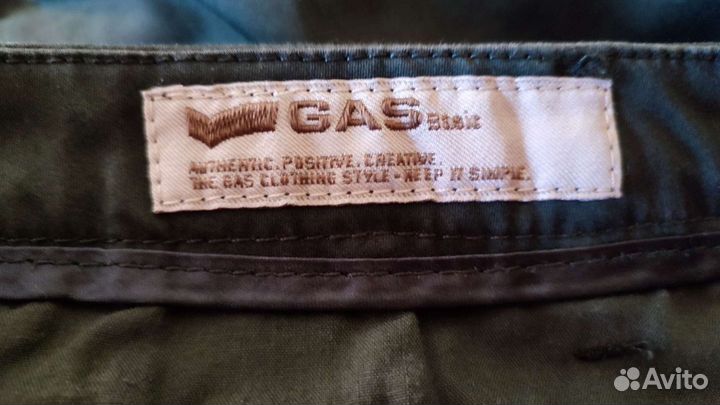 GAS Basic
AUTHENTIC. POSITIVE. CREATIVE.
THE GAS CLOTHING STYLE - KEEP IT SIMPLE.
Avito